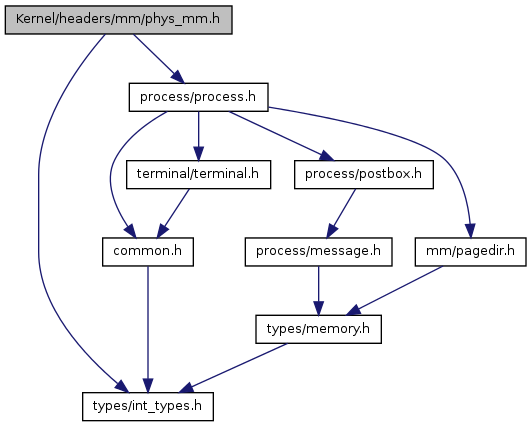 Kernel/headers/mm/phys_mm.h
process/process.h
terminal/terminal.h
process/postbox.h
common.h
process/message.h
mm/pagedir.h
types/memory.h
types/int_types.h